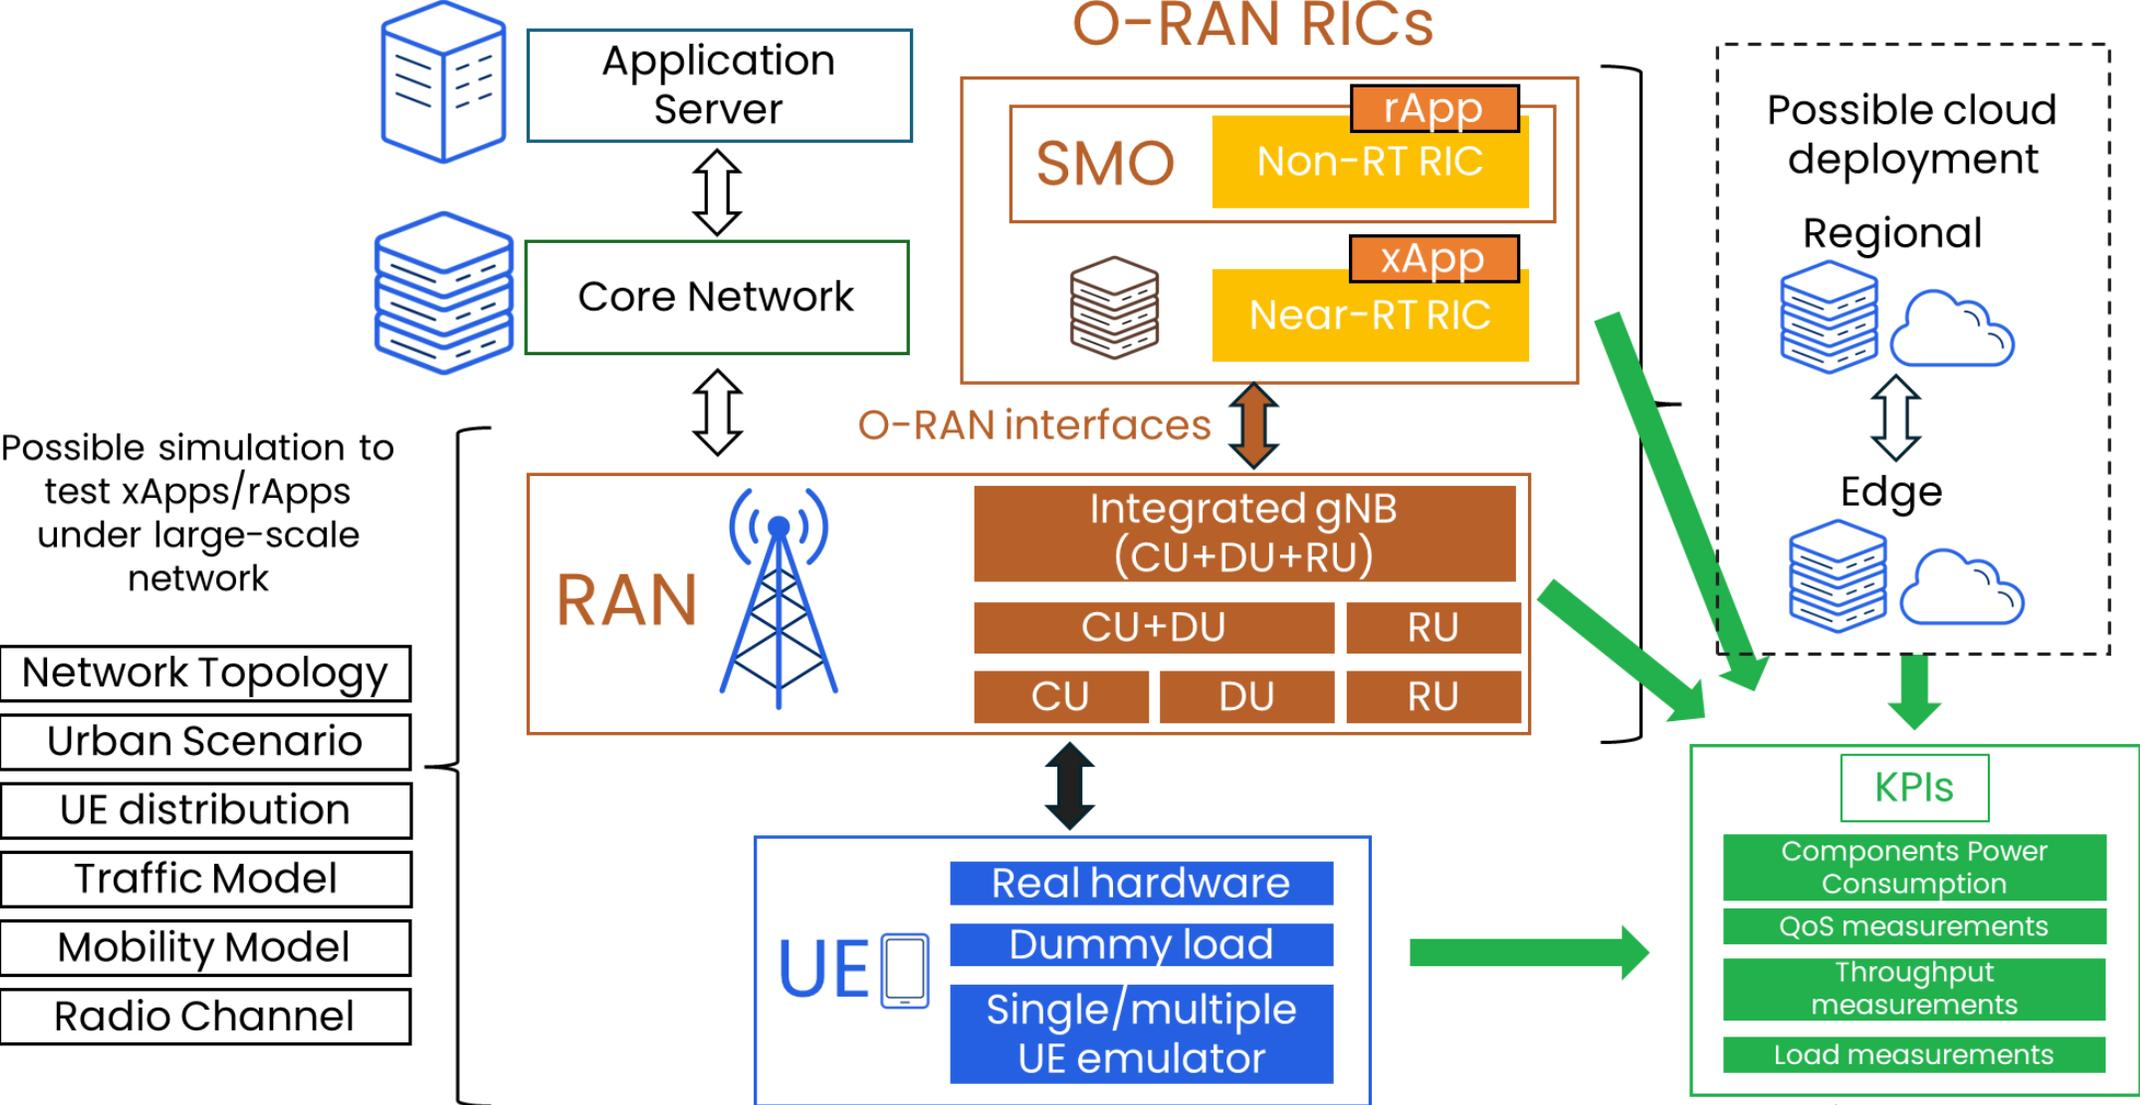 O-RAN RICs
Application
Server
rApp
SMO
Non-RT RIC
Possible cloud
deployment
Regional
xApp
Near-RT RIC
Core Network
O-RAN interfaces
Edge
Possible simulation to
test xApps/rApps
under large-scale
network
Network Topology
Urban Scenario
UE distribution
Traffic Model
Mobility Model
Radio Channel
RAN
Integrated gNB
(CU+DU+RU)
CU+DU
RU
CU
DU
RU
UE
Real hardware
Dummy load
Single/multiple
UE emulator
KPIs
Components Power
Consumption
QoS measurements
Throughput
measurements
Load measurements